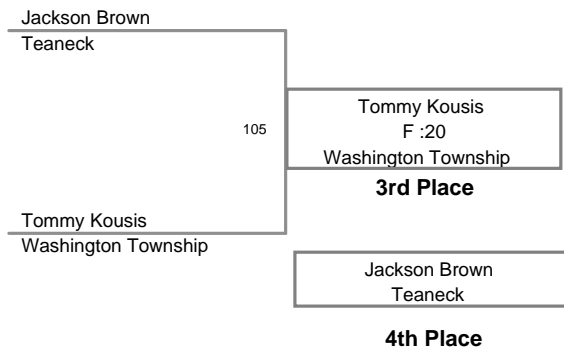 Jackson Brown
Teaneck
105
Tommy Kousis
F :20
Washington Township
3rd Place
Tommy Kousis
Washington Township
Jackson Brown
Teaneck
4th Place